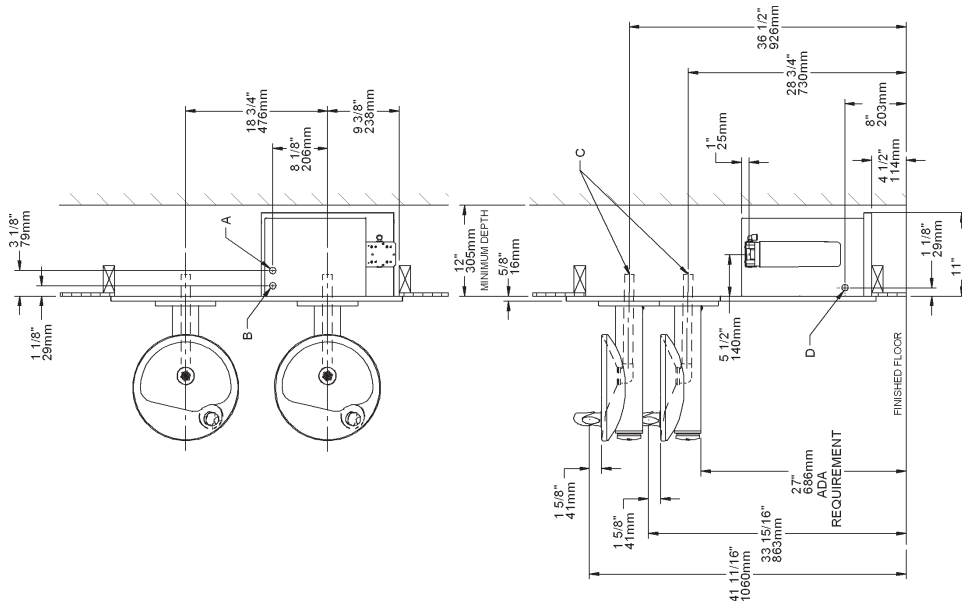 36 1/2"
926mm
28 3/4"
730mm
8"
203mm
4 1/2"
114mm
1"
25mm
C
18 3/4"
476mm
9 3/8"
238mm
8 1/8"
206mm
3 1/8"
79mm
A
B
1 1/8"
29mm
12"
305mm
MINIMUM DEPTH
5/8"
16mm
1 1/8"
29mm
11"
5 1/2"
140mm
D
FINISHED FLOOR
27"
686mm
ADA
REQUIREMENT
1 5/8"
41mm
1 5/8"
41mm
33 15/16"
863mm
41 11/16"
1060mm